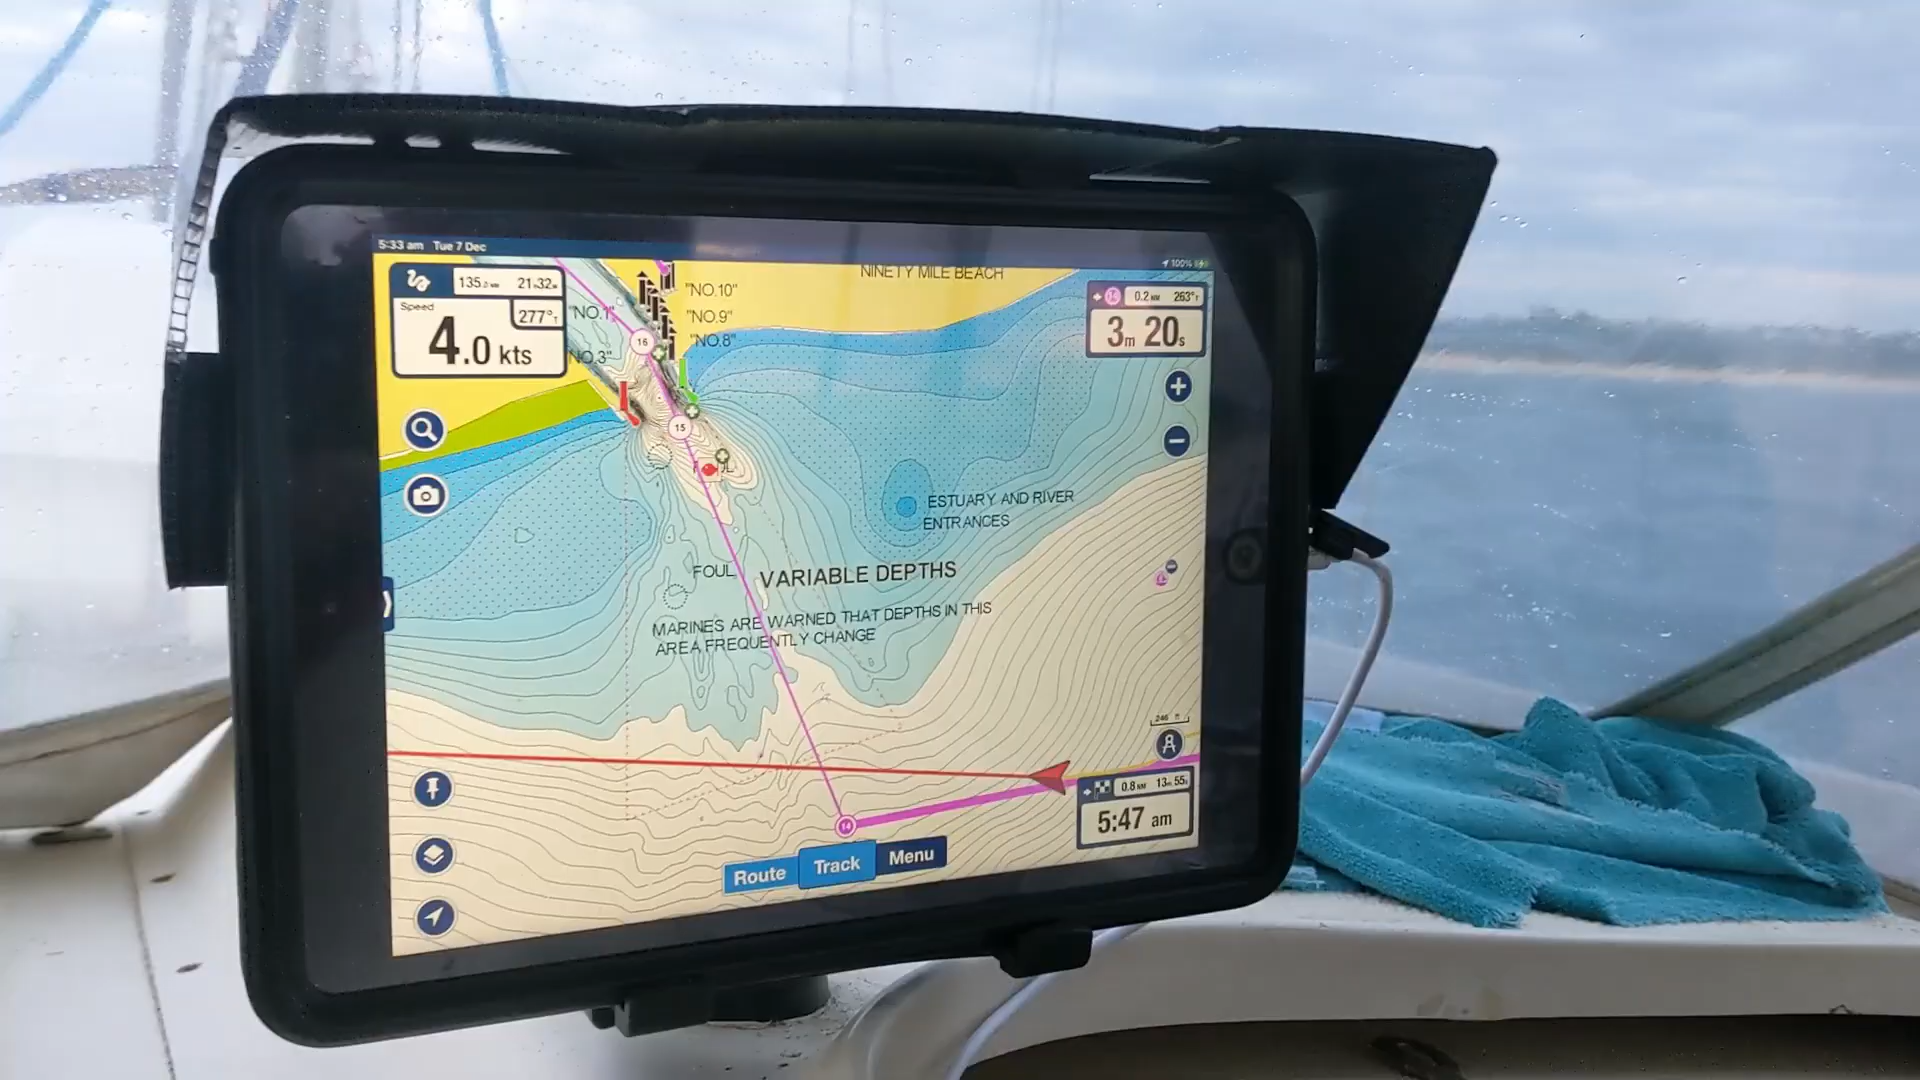 5:33 am Tue 7 Dec
100%
135.0 NM 21h32m
Speed
277°T
4.0 kts
NINETY MILE BEACH
"NO.10"
"NO.9"
"NO.8"
"NO.1"
NO.3"
16
15
0.2 NM 263°T
3m 20s
ESTUARY AND RIVER
ENTRANCES
FOUL
VARIABLE DEPTHS
MARINES ARE WARNED THAT DEPTHS IN THIS
AREA FREQUENTLY CHANGE
246 ft
0.8 NM 13m 55s
5:47 am
14
Route Track Menu